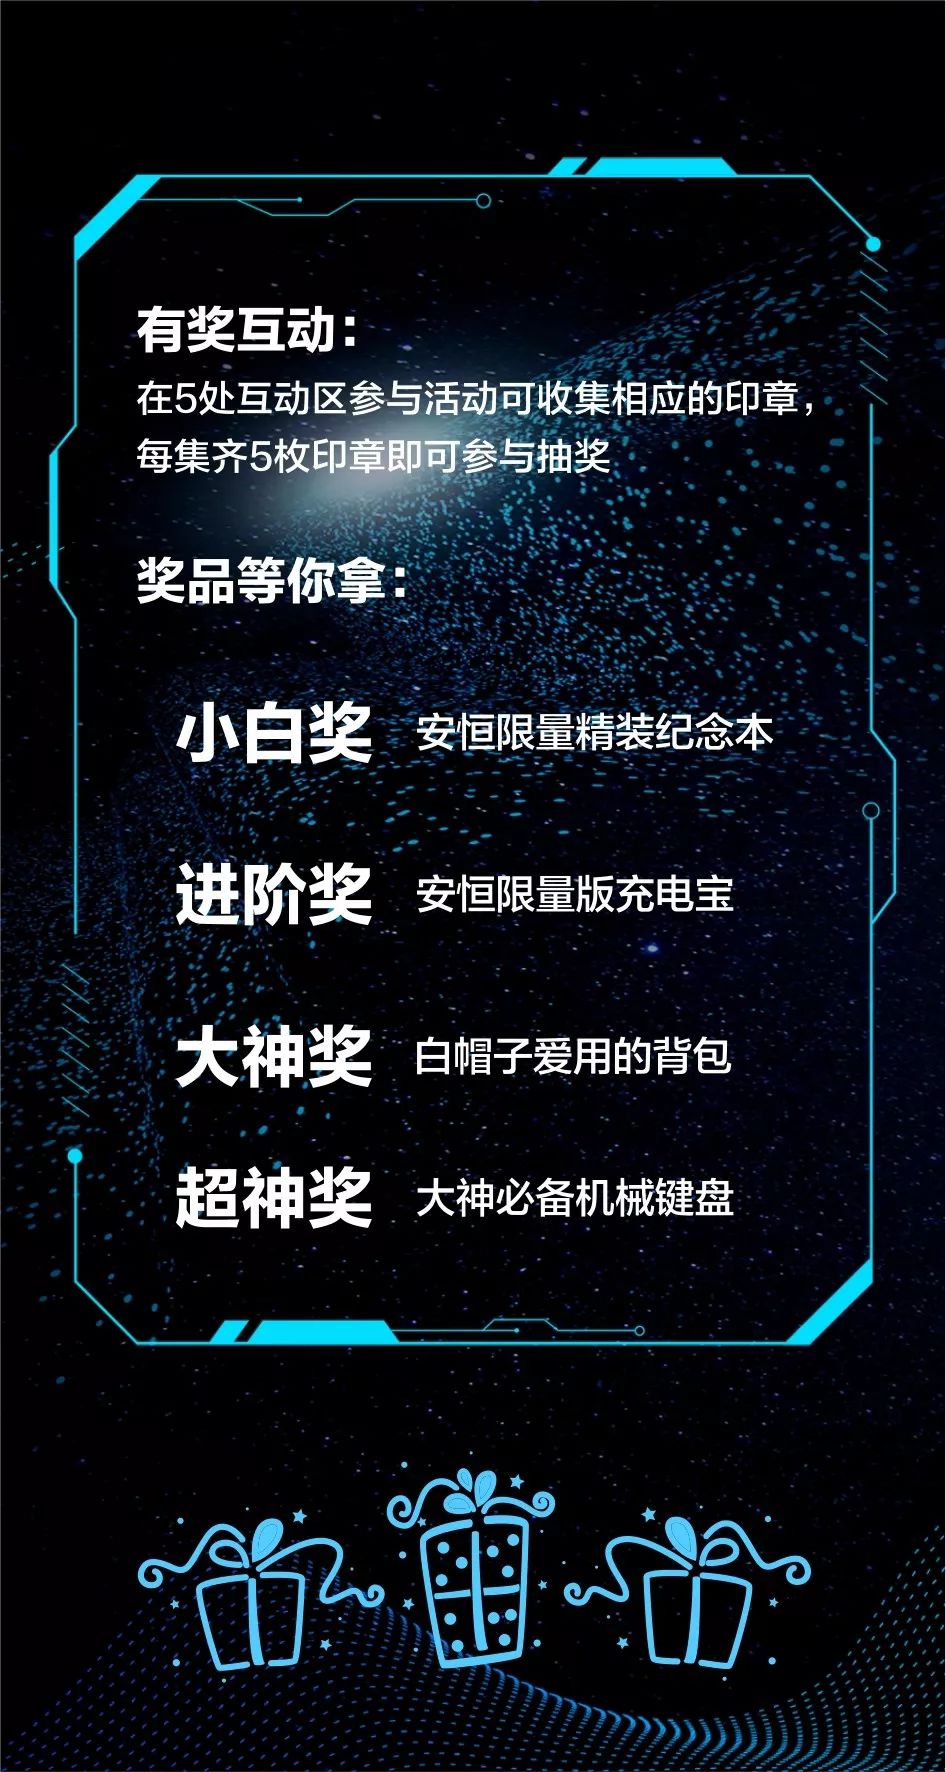 有奖互动：
在5处互动区参与活动可收集相应的印章，
每集齐5枚印章即可参与抽奖
奖品等你拿：
小白奖 安恒限量精装纪念本
进阶奖 安恒限量版充电宝
大神奖 白帽子爱用的背包
超神奖 大神必备机械键盘